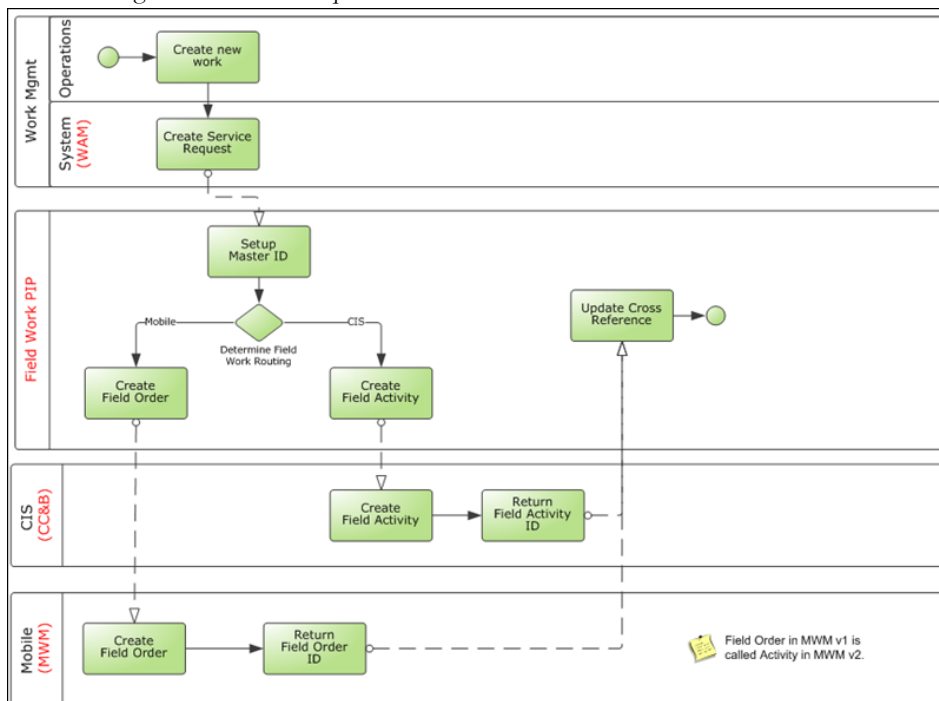 Work Mgmt
Operations
Create new
work
System
(WAM)
Create Service
Request
Field Work PIP
Setup
Master ID
Mobile
CIS
Determine Field
Work Routing
Create
Field Order
Create
Field Activity
Update Cross
Reference
CIS
(CC&B)
Create
Field Activity
Return
Field Activity
ID
Mobile
(MWM)
Create
Field Order
Return
Field Order
ID
Field Order in MWM v1 is
called Activity in MWM v2.